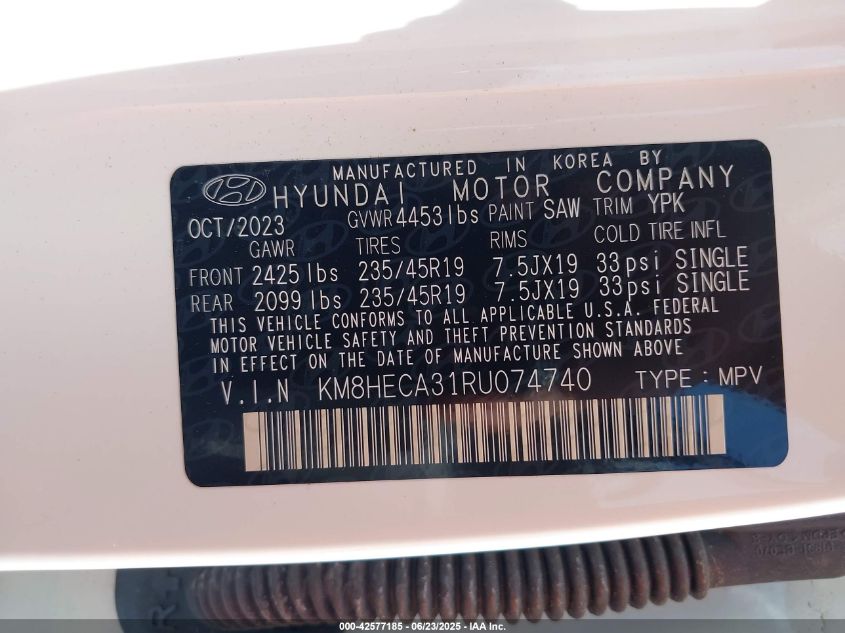 MANUFACTURED IN KOREA BY
HYUNDAI MOTOR COMPANY
OCT/2023 GVWR 4453 lbs PAINT SAW TRIM YPK
GAWR TIRES RIMS COLD TIRE INFL
FRONT 2425 lbs 235/45R19 7.5JX19 33psi SINGLE
REAR 2099 lbs 235/45R19 7.5JX19 33psi SINGLE
THIS VEHICLE CONFORMS TO ALL APPLICABLE U.S.A. FEDERAL
MOTOR VEHICLE SAFETY AND THEFT PREVENTION STANDARDS
IN EFFECT ON THE DATE OF MANUFACTURE SHOWN ABOVE
V.I.N KM8HECA31RU074740 TYPE : MPV
000-42577185 - 06/23/2025 - IAA Inc.